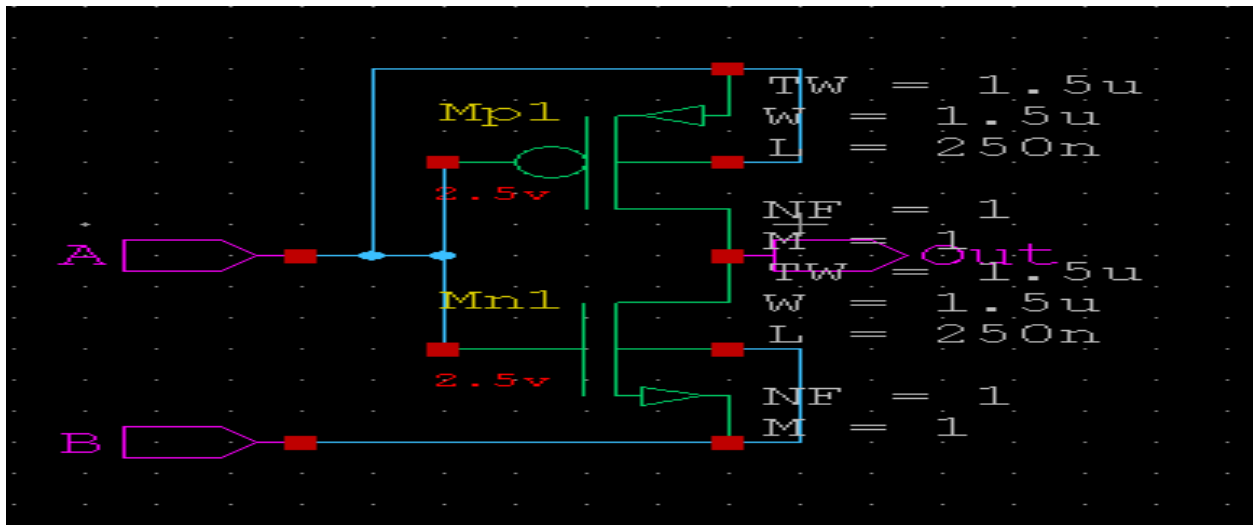 TW = 1.5u
Mp1
W = 1.5u
L = 250n
2.5v
NF = 1
M = 1
A
Out
TW = 1.5u
Mn1
W = 1.5u
L = 250n
2.5v
NF = 1
M = 1
B